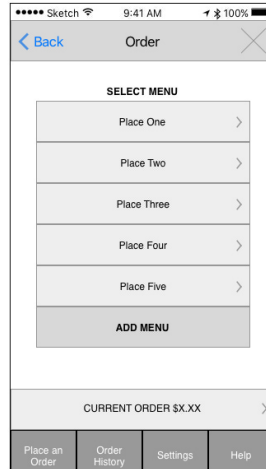 Sketch 9:41 AM 100%
Back Order
SELECT MENU
Place One
Place Two
Place Three
Place Four
Place Five
ADD MENU
CURRENT ORDER $X.XX
Place an Order History Settings Help
Order